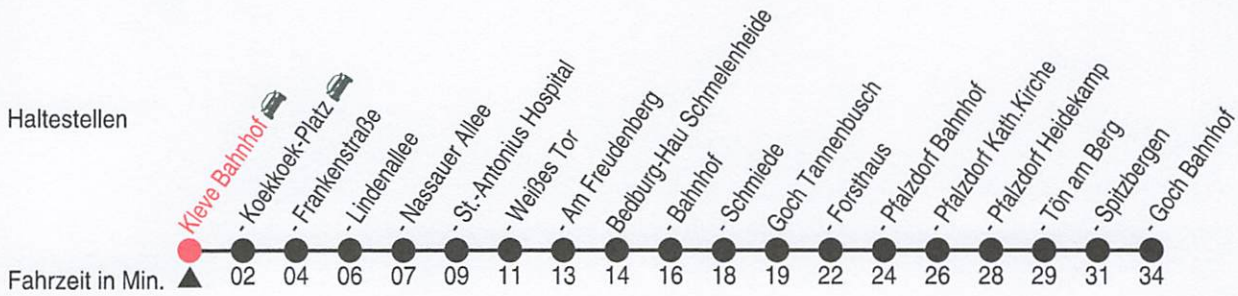 Haltestellen
Kleve Bahnhof
- Koekkoek-Platz
- Frankenstraße
- Lindenallee
- Nassauer Allee
- St.-Antonius Hospital
- Weißes Tor
- Am Freudenberg
Bedburg-Hau Schmelenheide
- Bahnhof
- Schmiede
Goch Tannenbusch
- Forsthaus
- Pfalzdorf Bahnhof
- Pfalzdorf Kath.Kirche
- Pfalzdorf Heidekamp
- Tön am Berg
- Spitzbergen
- Goch Bahnhof
Fahrzeit in Min. 02 04 06 07 09 11 13 14 16 18 19 22 24 26 28 29 31 34